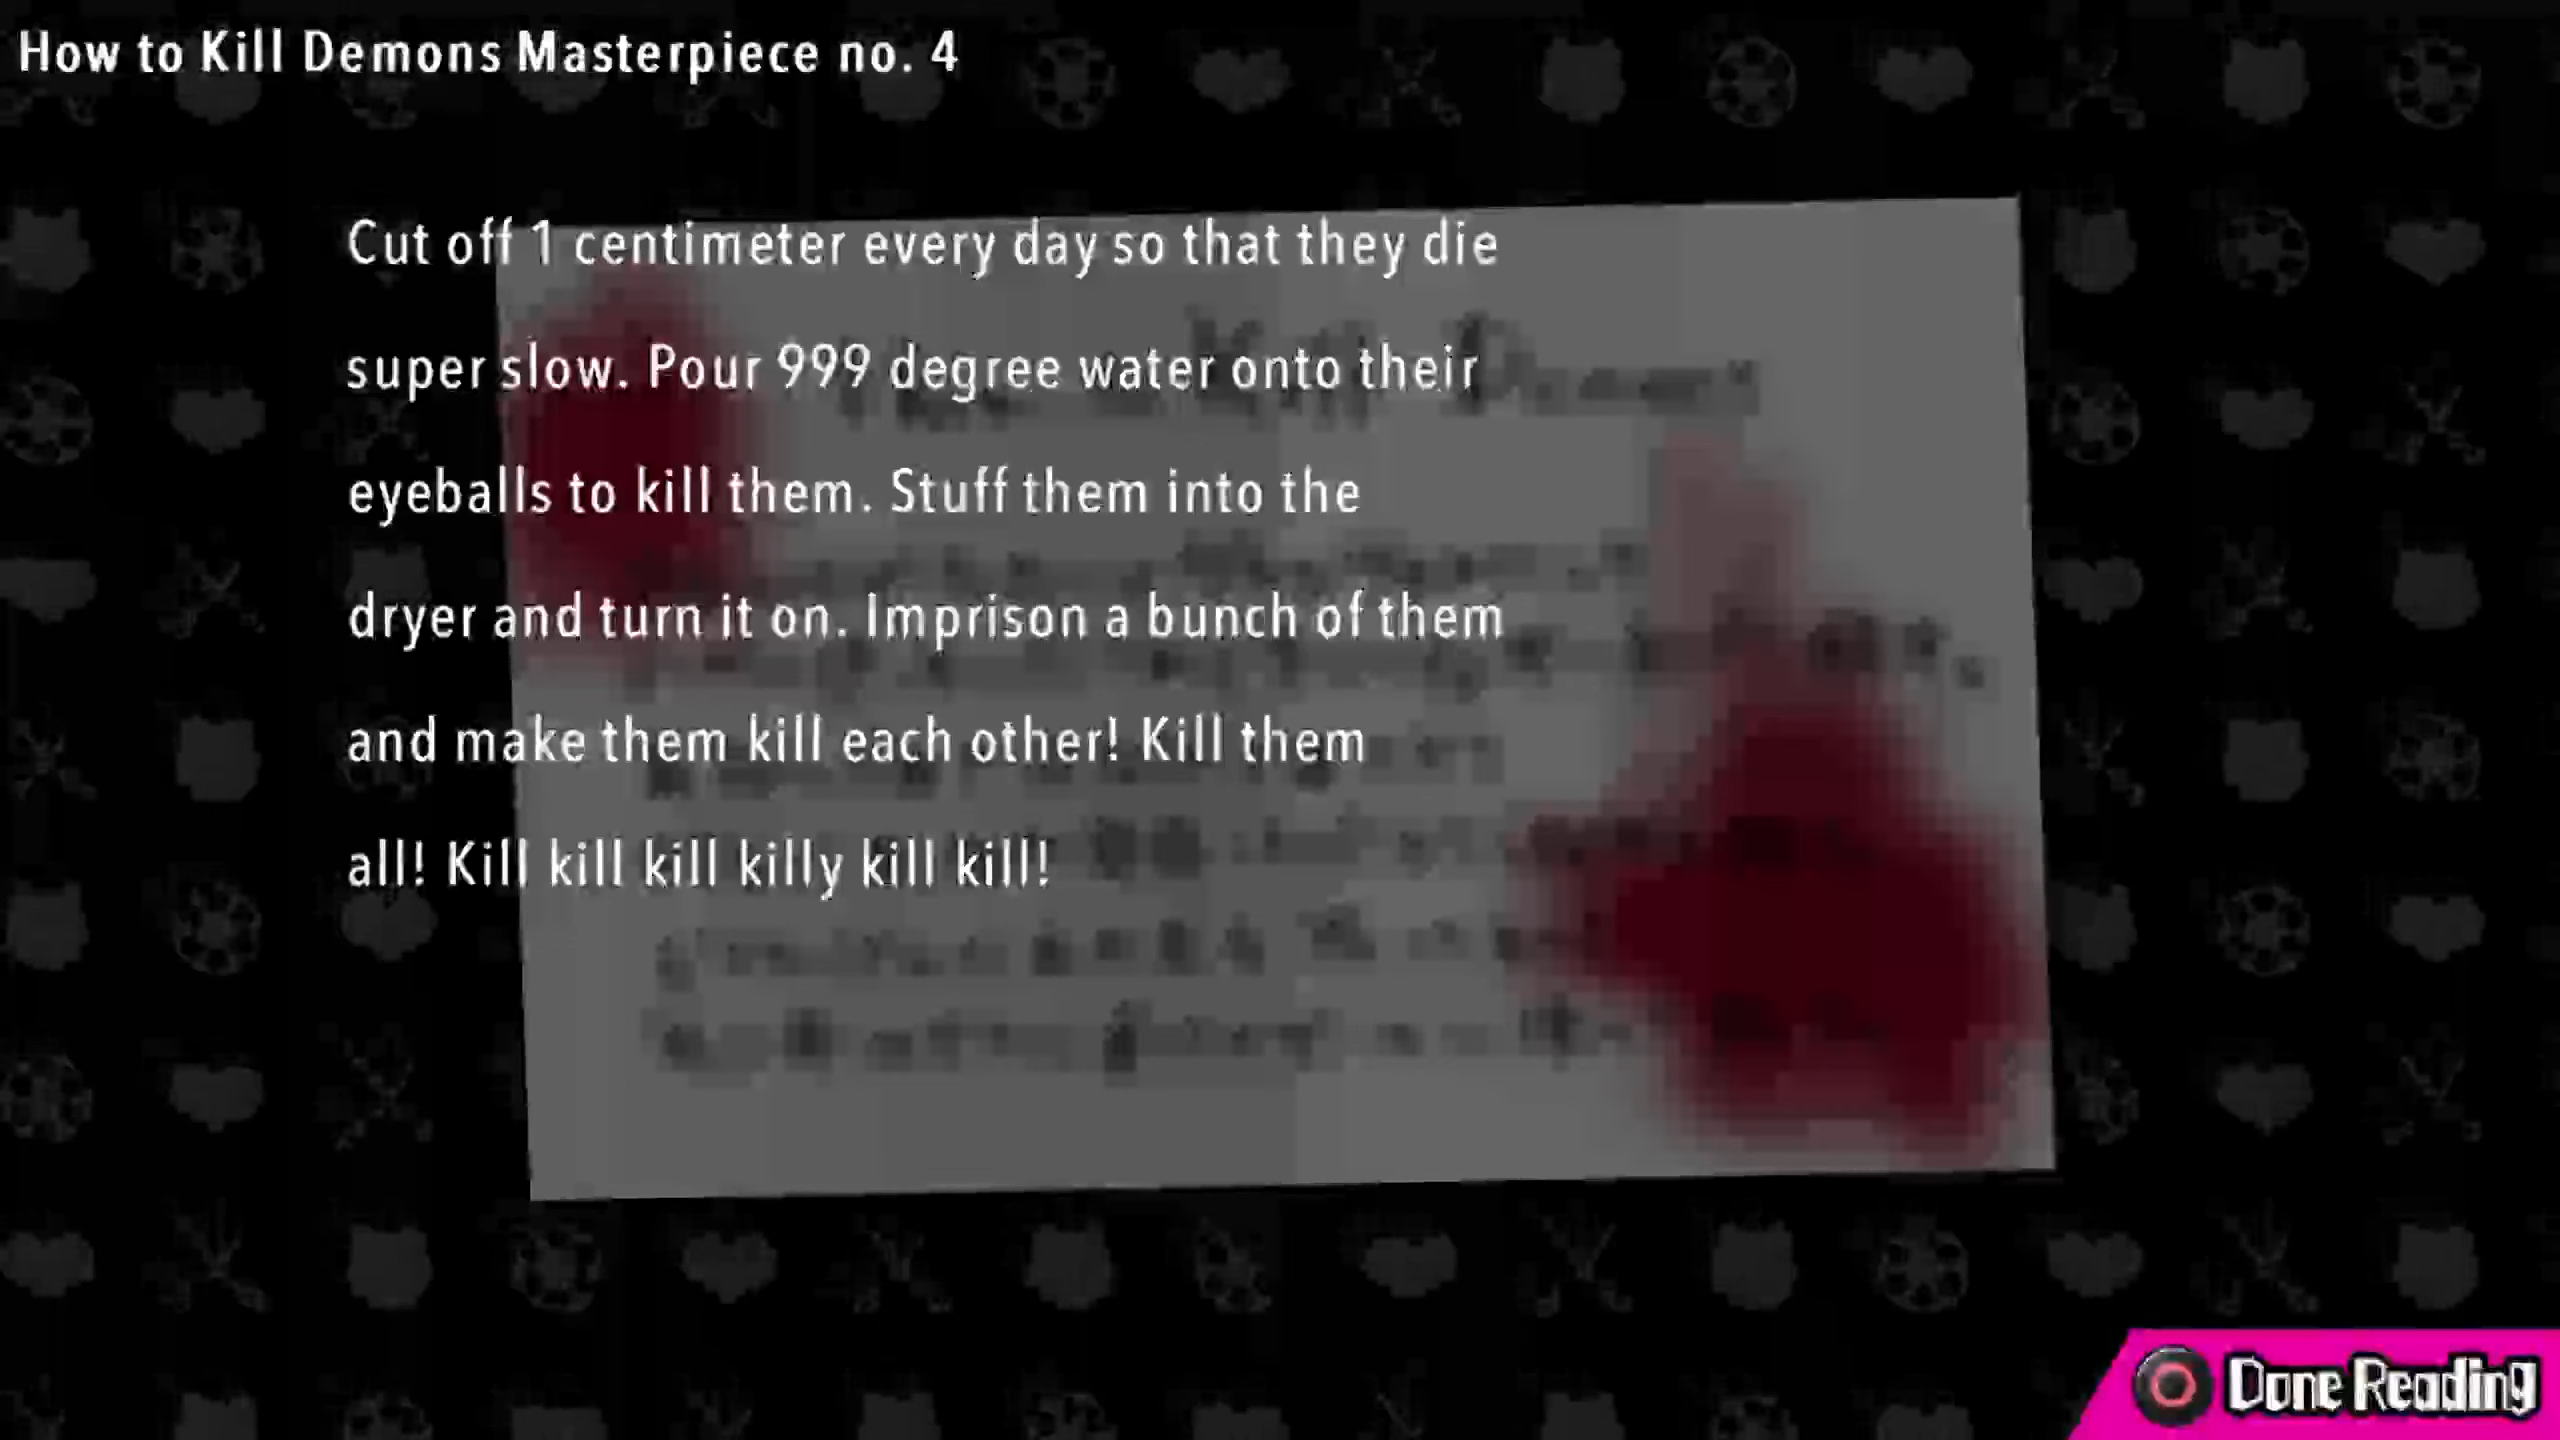 How to Kill Demons Masterpiece no. 4
Cut off 1 centimeter every day so that they die
super slow. Pour 999 degree water onto their
eyeballs to kill them. Stuff them into the
dryer and turn it on. Imprison a bunch of them
and make them kill each other! Kill them
all! Kill kill kill killy kill kill!
Done Reading